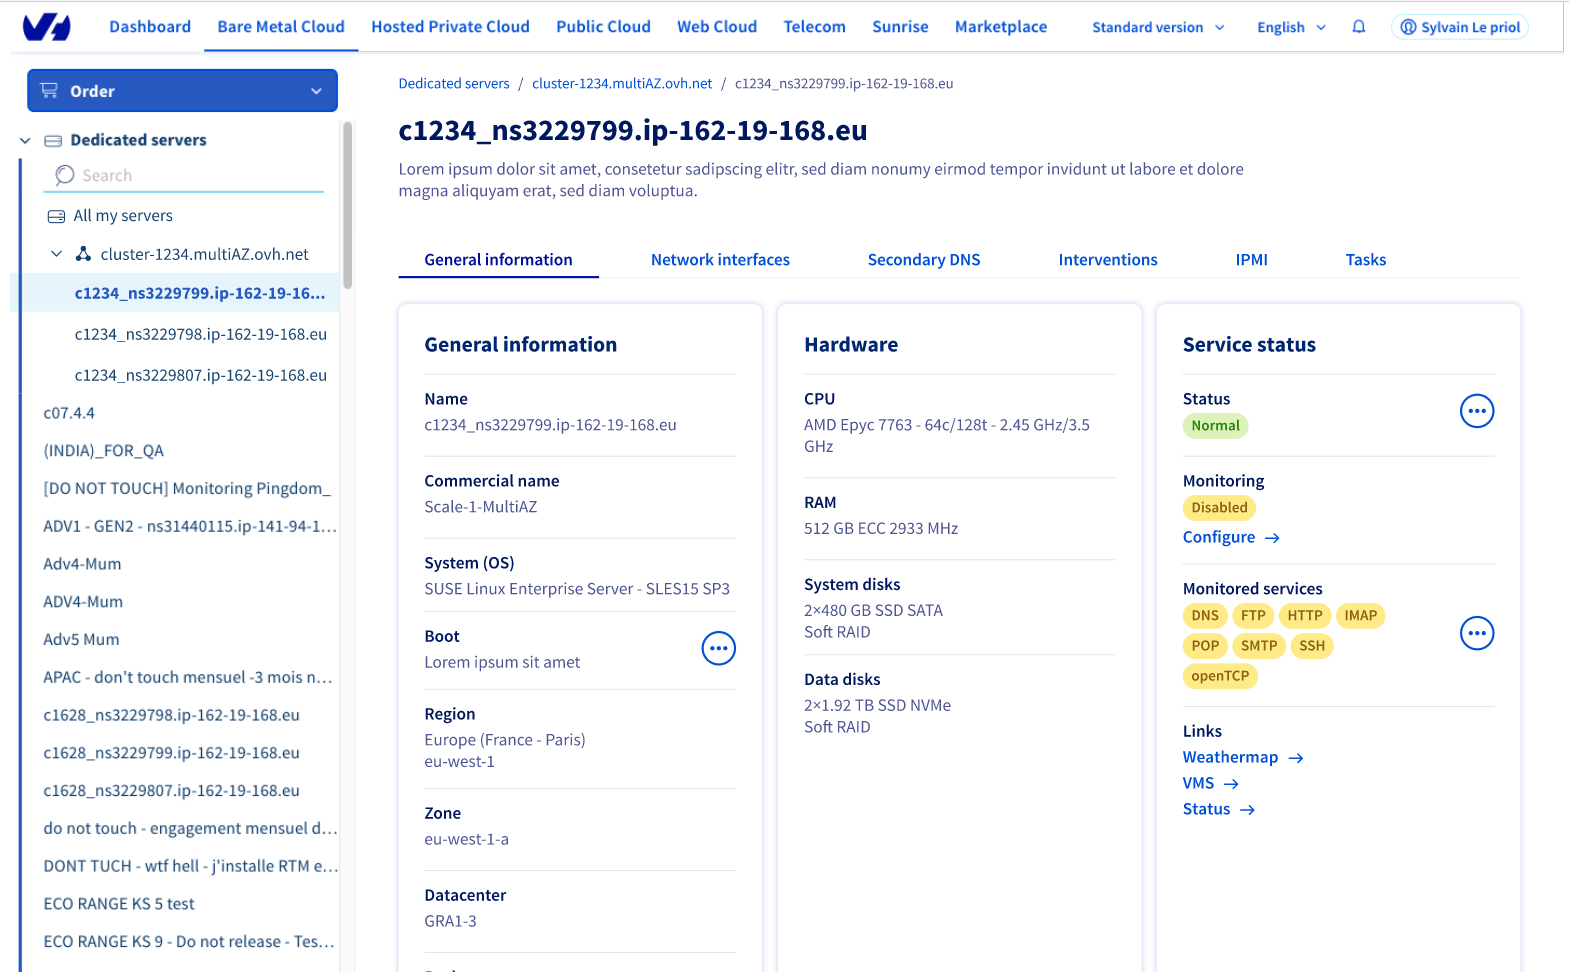 Dashboard Bare Metal Cloud Hosted Private Cloud Public Cloud Web Cloud Telecom Sunrise Marketplace Standard version English Sylvain Le priol
Order
Dedicated servers
Search
All my servers
cluster-1234.multiAZ.ovh.net
c1234_ns3229799.ip-162-19-16...
c1234_ns3229798.ip-162-19-168.eu
c1234_ns3229807.ip-162-19-168.eu
c07.4.4
(INDIA)_FOR_QA
[DO NOT TOUCH] Monitoring Pingdom_
ADV1 - GEN2 - ns31440115.ip-141-94-1...
Adv4-Mum
ADV4-Mum
Adv5 Mum
APAC - don't touch mensuel -3 mois n...
c1628_ns3229798.ip-162-19-168.eu
c1628_ns3229799.ip-162-19-168.eu
c1628_ns3229807.ip-162-19-168.eu
do not touch - engagement mensuel d...
DONT TUCH - wtf hell - j'installe RTM e...
ECO RANGE KS 5 test
ECO RANGE KS 9 - Do not release - Tes...
Dedicated servers / cluster-1234.multiAZ.ovh.net / c1234_ns3229799.ip-162-19-168.eu
c1234_ns3229799.ip-162-19-168.eu
Lorem ipsum dolor sit amet, consetetur sadipscing elitr, sed diam nonumy eirmod tempor invidunt ut labore et dolore
magna aliquyam erat, sed diam voluptua.
General information Network interfaces Secondary DNS Interventions IPMI Tasks
General information
Name
c1234_ns3229799.ip-162-19-168.eu
Commercial name
Scale-1-MultiAZ
System (OS)
SUSE Linux Enterprise Server - SLES15 SP3
Boot
Lorem ipsum sit amet
Region
Europe (France - Paris)
eu-west-1
Zone
eu-west-1-a
Datacenter
GRA1-3
Hardware
CPU
AMD Epyc 7763 - 64c/128t - 2.45 GHz/3.5
GHz
RAM
512 GB ECC 2933 MHz
System disks
2×480 GB SSD SATA
Soft RAID
Data disks
2×1.92 TB SSD NVMe
Soft RAID
Service status
Status
Normal
Monitoring
Disabled
Configure →
Monitored services
DNS FTP HTTP IMAP
POP SMTP SSH
openTCP
Links
Weathermap →
VMS →
Status →